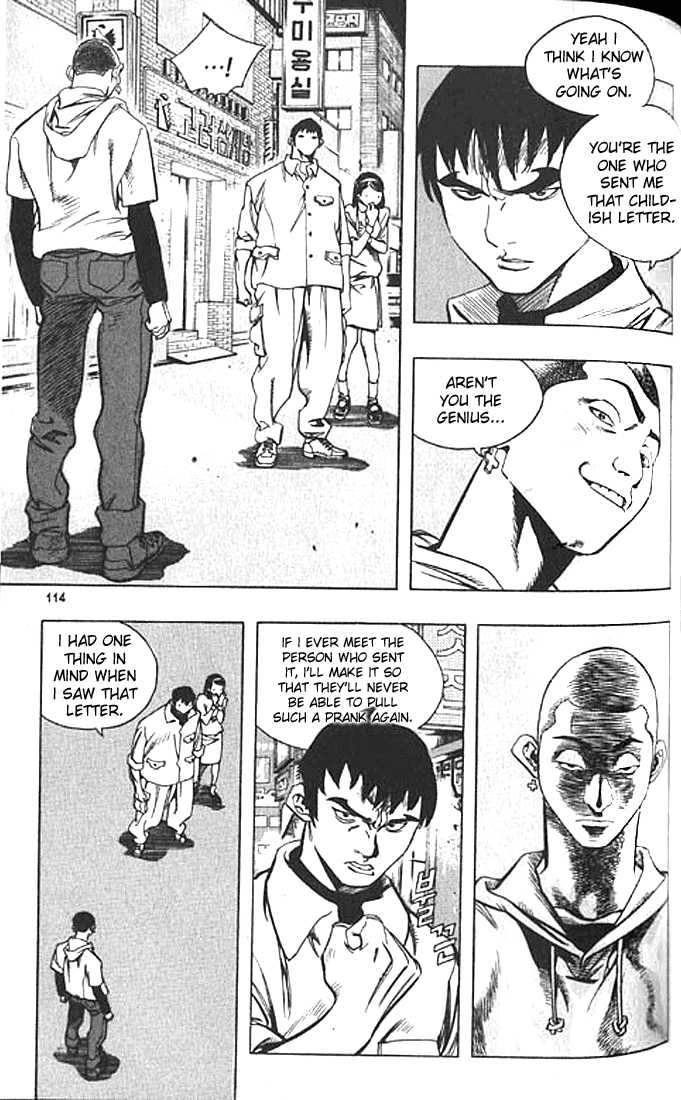 ...!
미용실
YEAH I
THINK I KNOW
WHAT'S
GOING ON.
YOU'RE THE
ONE WHO
SENT ME
THAT CHILD-
ISH LETTER.
AREN'T
YOU THE
GENIUS...
114
I HAD ONE
THING IN
MIND WHEN
I SAW THAT
LETTER.
IF I EVER MEET THE
PERSON WHO SENT
IT, I'LL MAKE IT SO
THAT THEY'LL NEVER
BE ABLE TO PULL
SUCH A PRANK AGAIN.